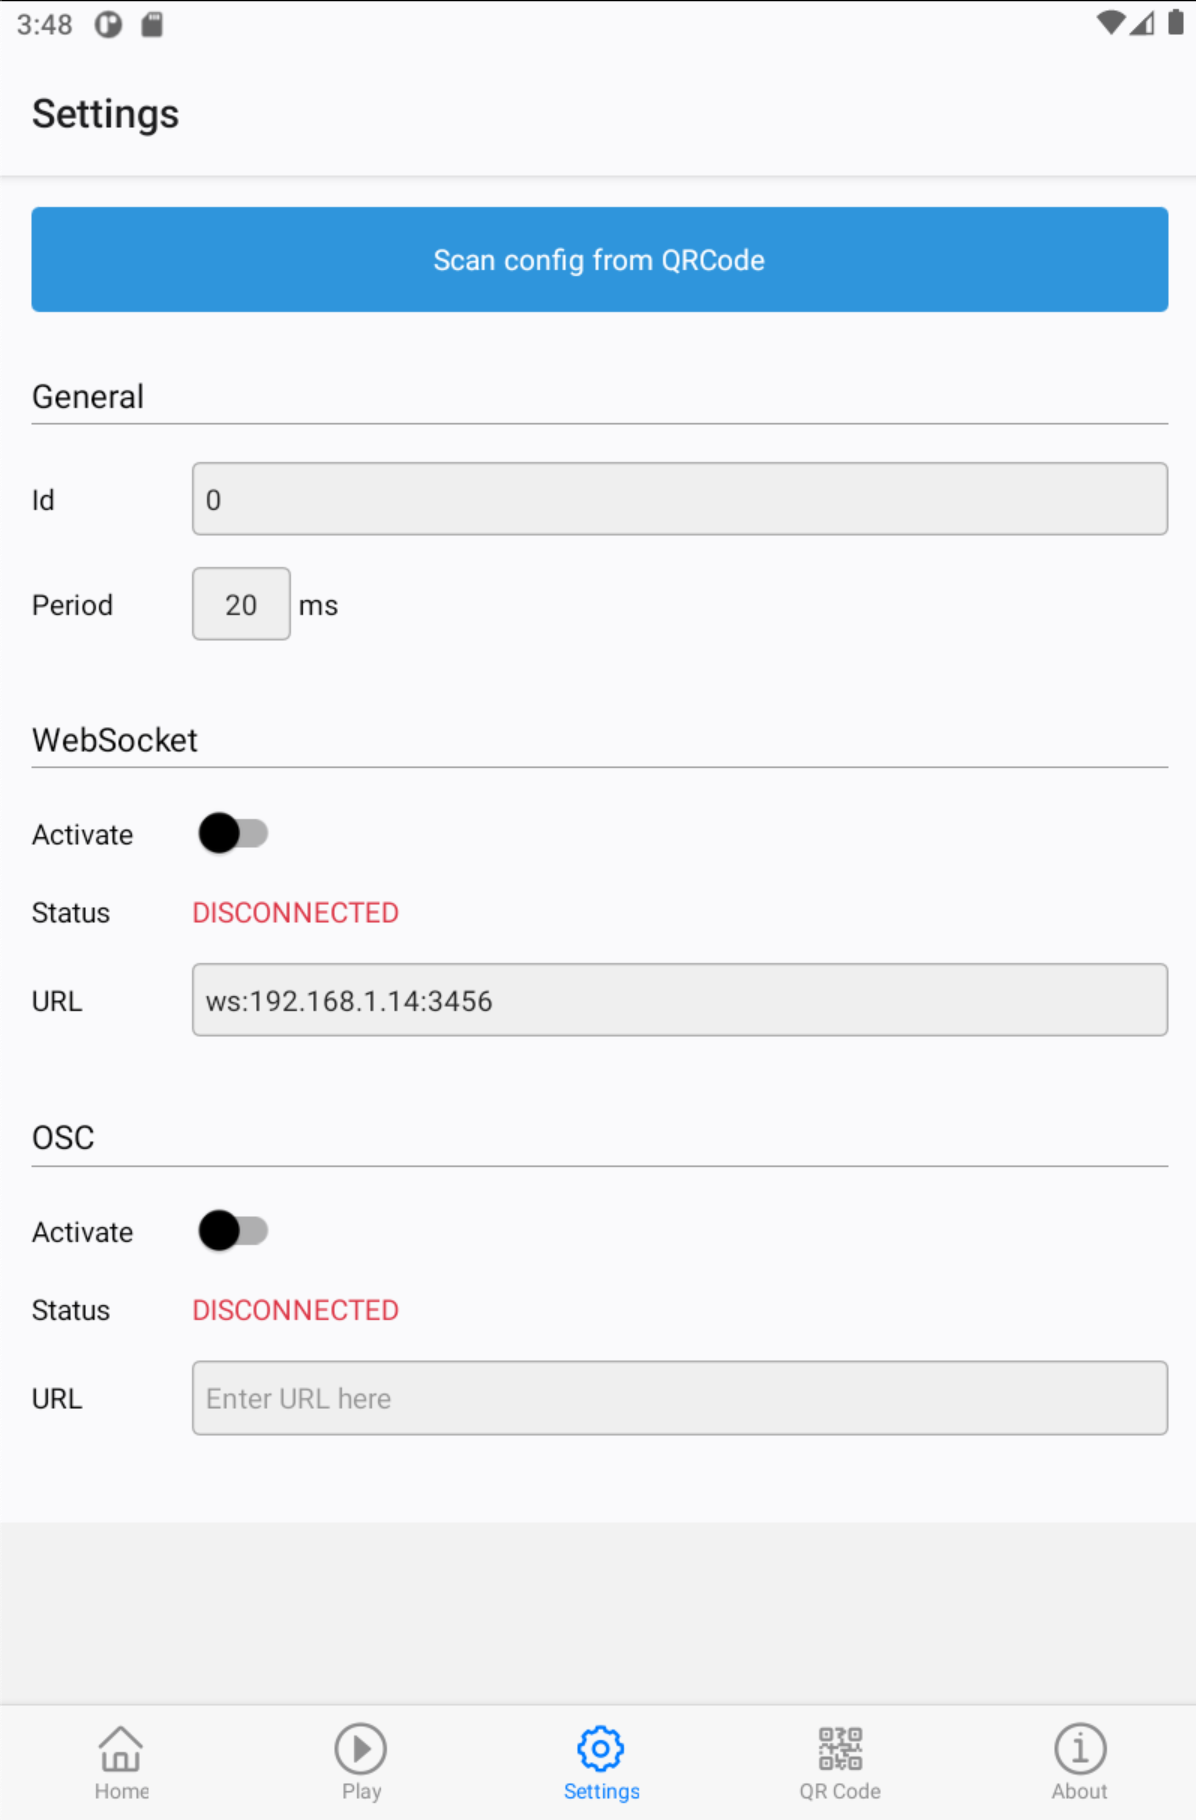 3:48
Settings
Scan config from QRCode
General
Id 0
Period 20 ms
WebSocket
Activate
Status DISCONNECTED
URL ws:192.168.1.14:3456
OSC
Activate
Status DISCONNECTED
URL Enter URL here
Home Play Settings QR Code About